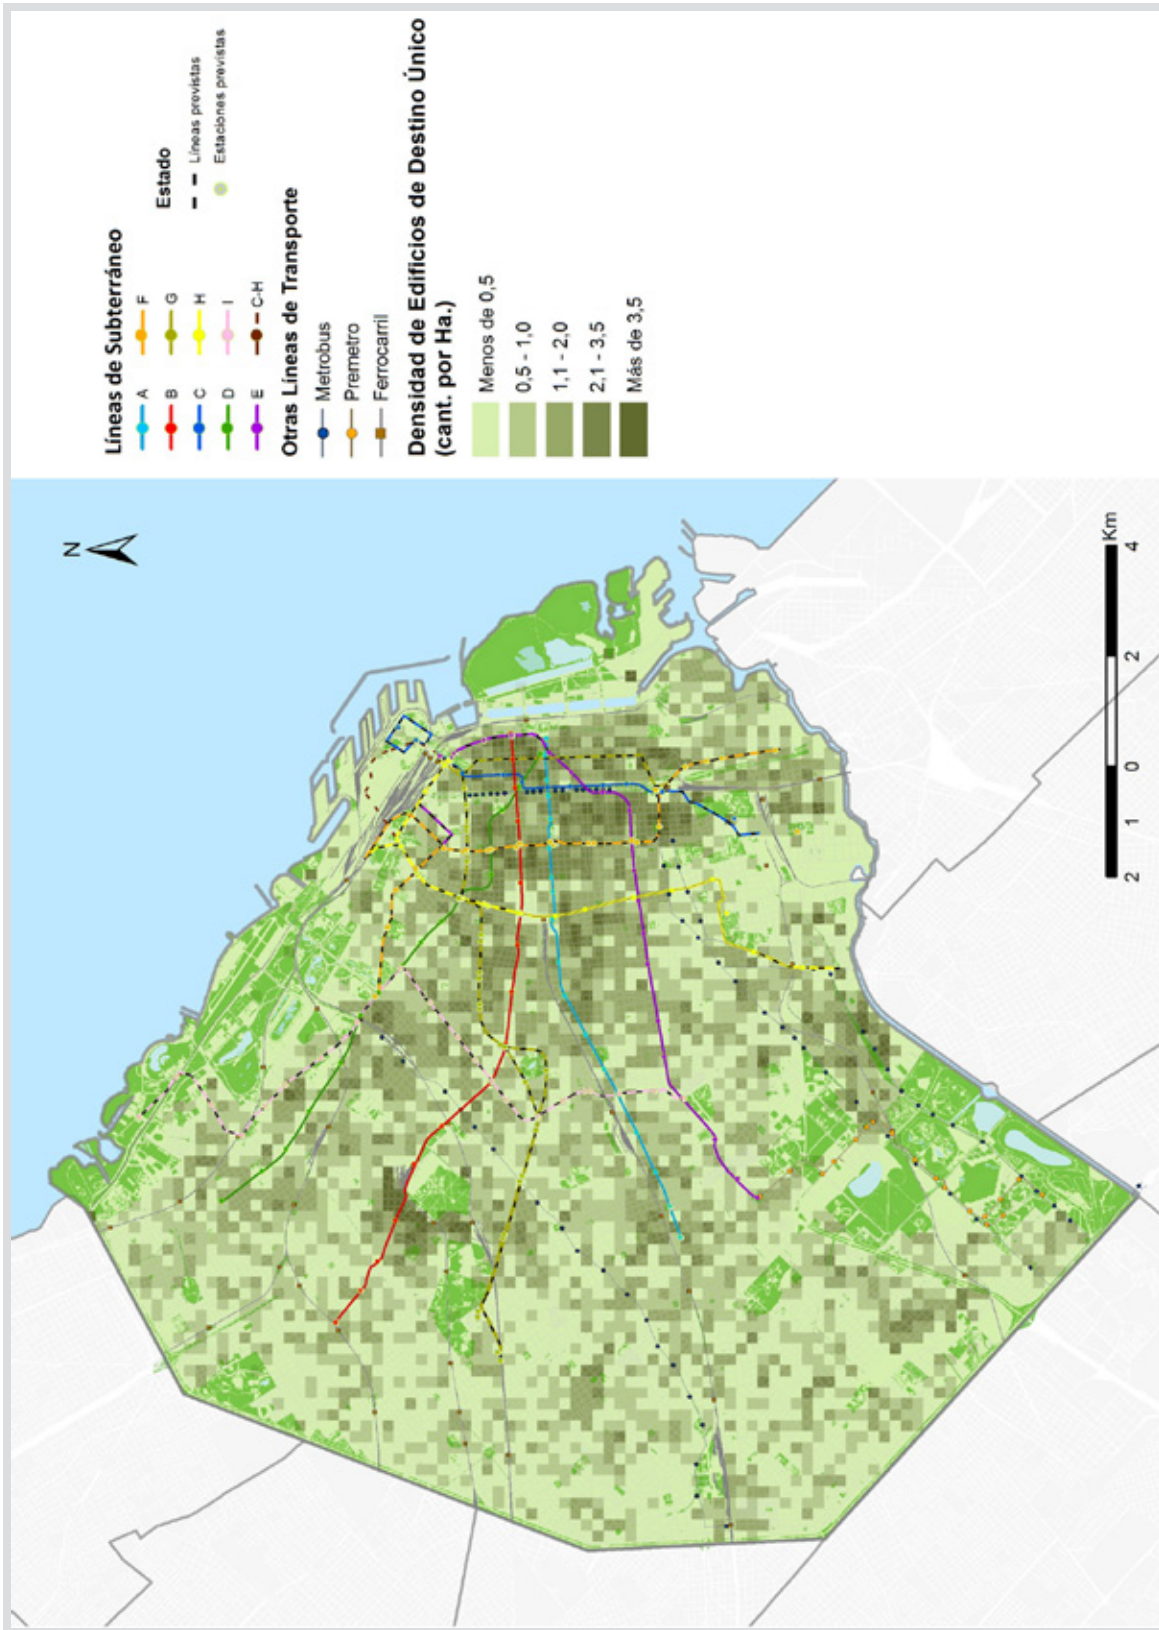 Líneas de Subterráneo
A
F
B
G
C
H
D
I
E
C-H
Estado
Líneas previstas
Estaciones previstas
Otras Líneas de Transporte
Metrobus
Premetro
Ferrocarril
Densidad de Edificios de Destino Único
(cant. por Ha.)
Menos de 0,5
0,5 - 1,0
1,1 - 2,0
2,1 - 3,5
Más de 3,5
N
2 1 0 2 4
Km